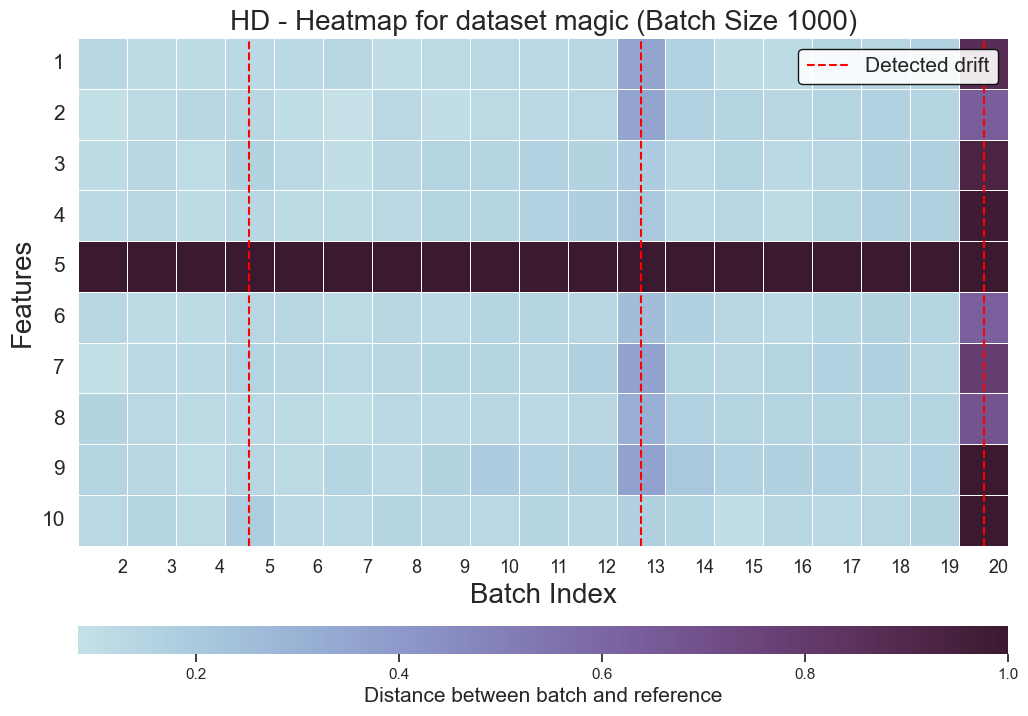 HD - Heatmap for dataset magic (Batch Size 1000)
Detected drift
Features
1
2
3
4
5
6
7
8
9
10
2 3 4 5 6 7 8 9 10 11 12 13 14 15 16 17 18 19 20
Batch Index
0.2 0.4 0.6 0.8 1.0
Distance between batch and reference